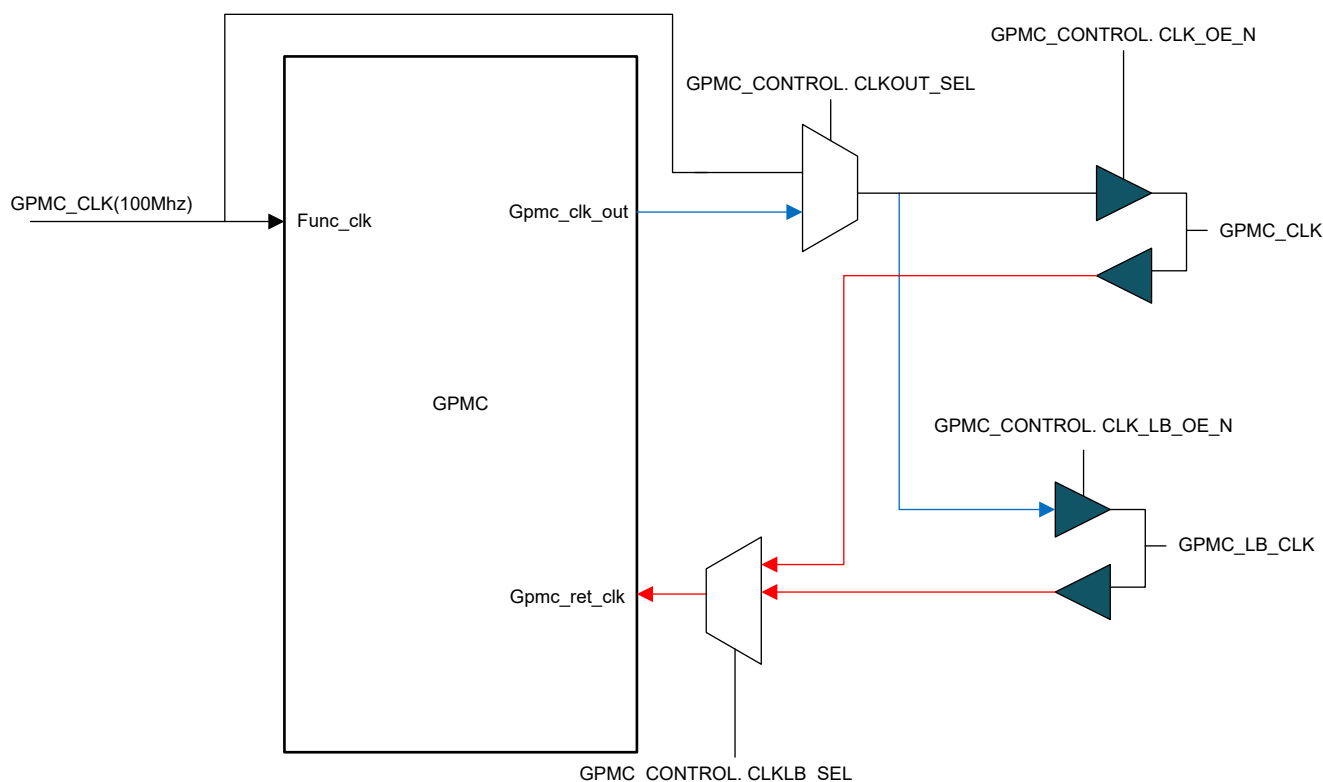 GPMC_CONTROL. CLK_OE_N
GPMC_CONTROL. CLKOUT_SEL
GPMC_CLK(100Mhz)
Func_clk
Gpmc_clk_out
GPMC_CLK
GPMC
GPMC_CONTROL. CLK_LB_OE_N
GPMC_LB_CLK
Gpmc_ret_clk
GPMC_CONTROL. CLKLB_SEL